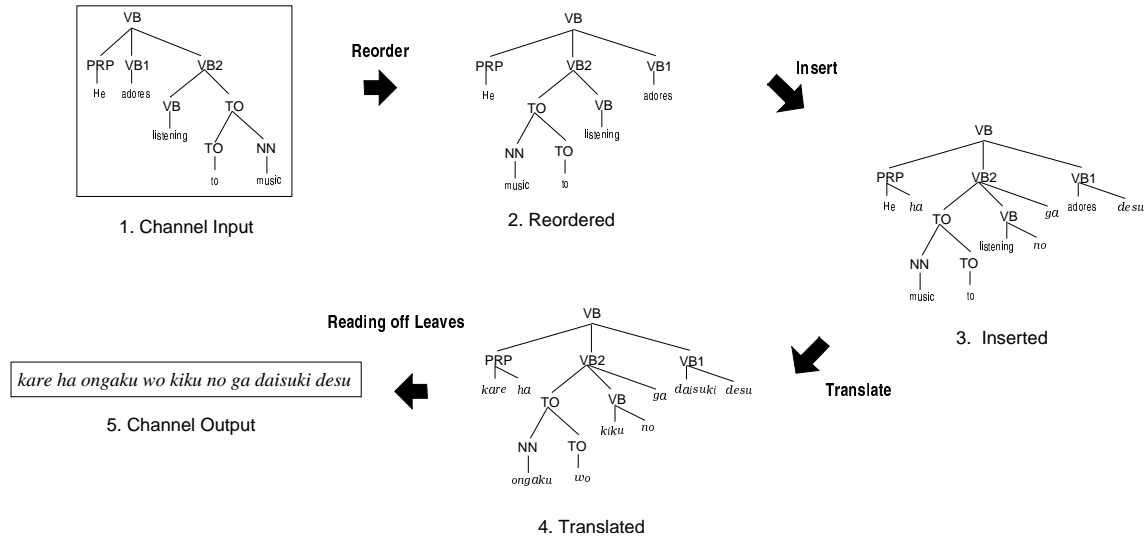 VB
PRP VB1 VB2
He adores VB TO
listening TO NN
to music
1. Channel Input
Reorder
VB
PRP VB2 VB1
He TO VB adores
NN TO listening
music to
2. Reordered
Insert
VB
PRP VB2 VB1
He ha TO VB ga adores desu
NN TO listening no
music to
3. Inserted
Translate
VB
PRP VB2 VB1
kare ha TO VB ga daisuki desu
NN TO kiku no
ongaku wo
4. Translated
Reading off Leaves
kare ha ongaku wo kiku no ga daisuki desu
5. Channel Output